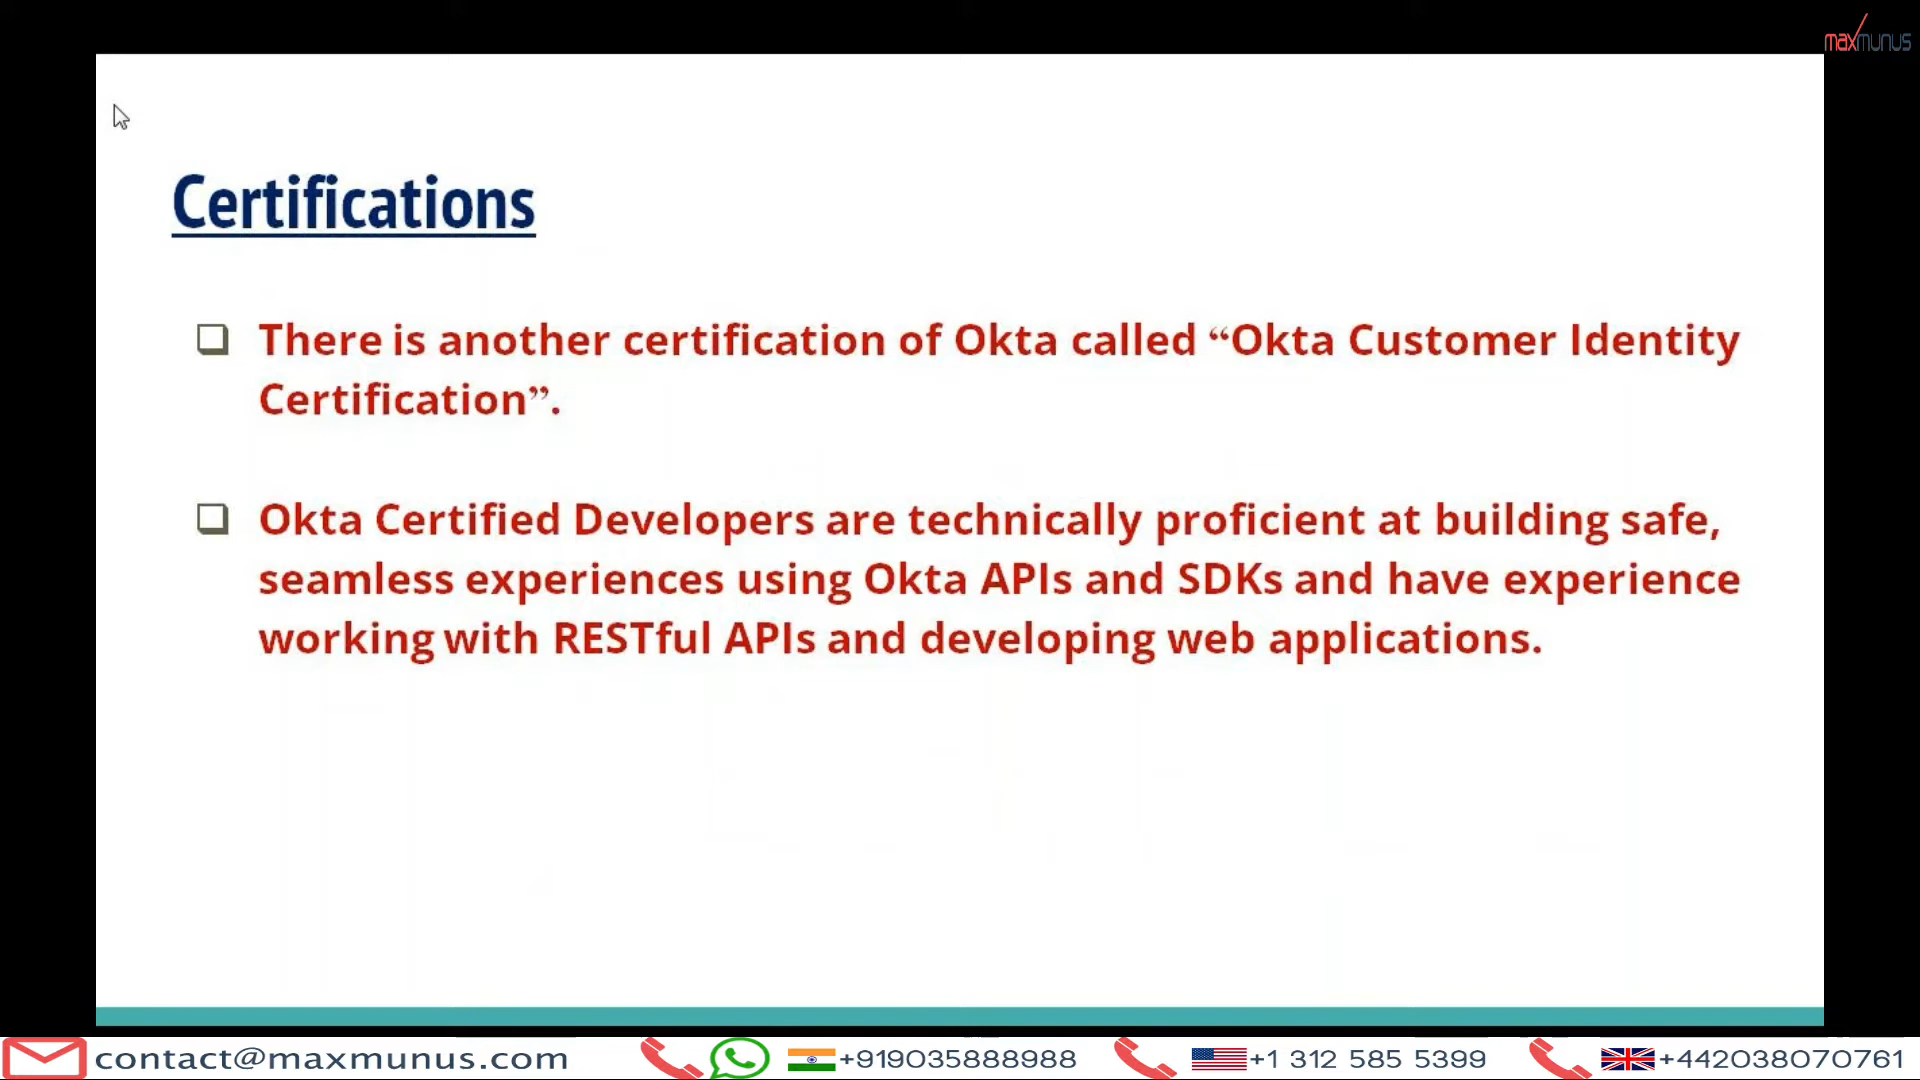 maxmunus
Certifications
There is another certification of Okta called “Okta Customer Identity
Certification”.
Okta Certified Developers are technically proficient at building safe,
seamless experiences using Okta APIs and SDKs and have experience
working with RESTful APIs and developing web applications.
contact@maxmunus.com +919035888988 +1 312 585 5399 +442038070761